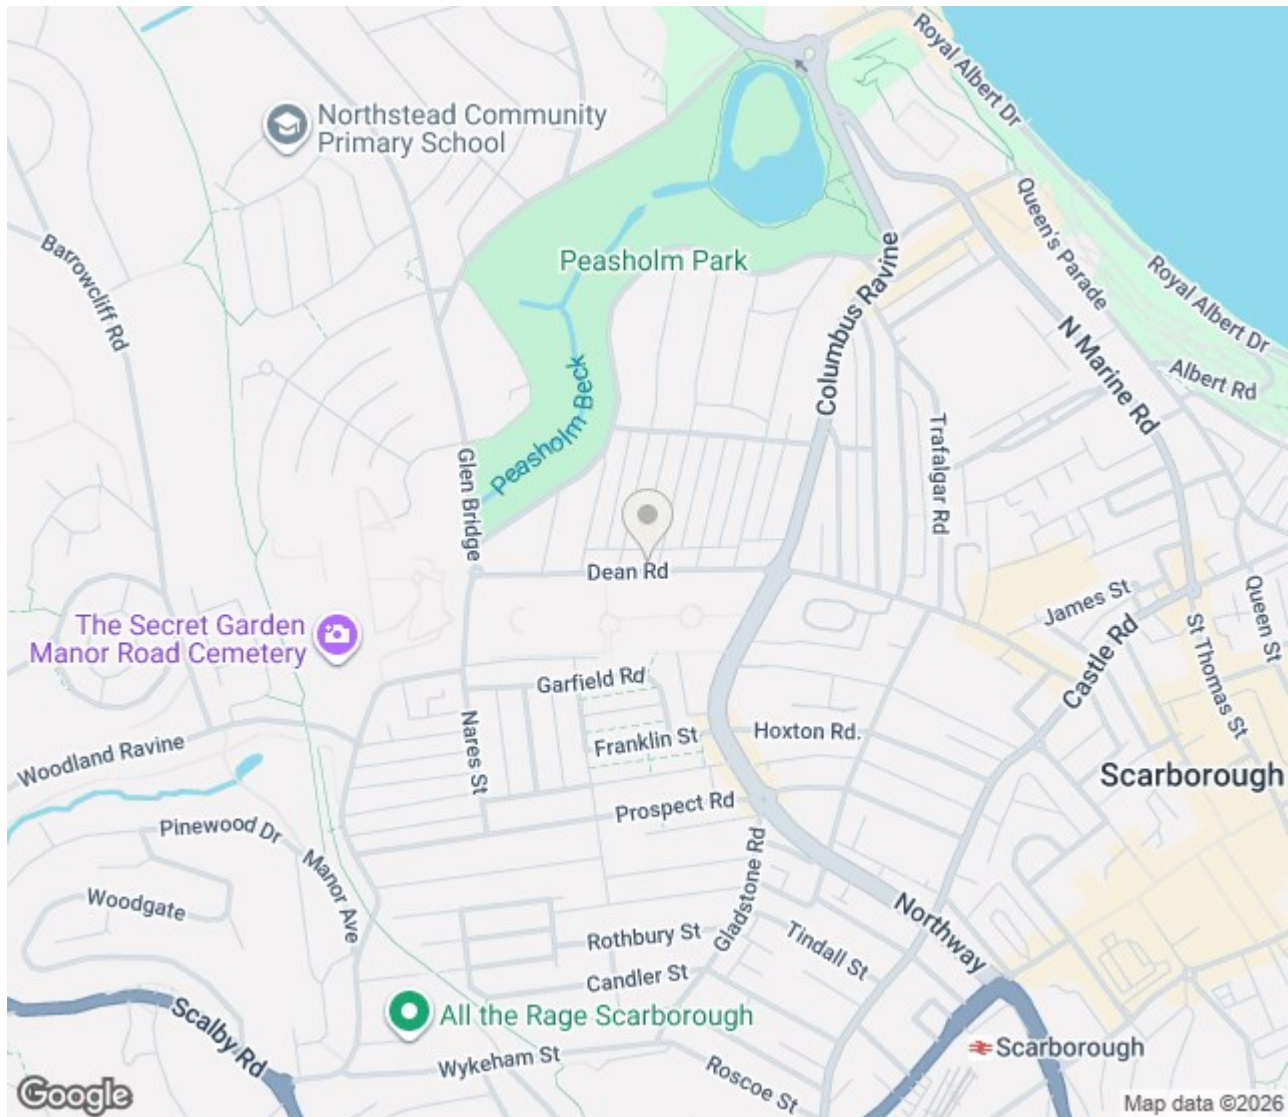 Royal Albert Dr
Northstead Community
Primary School
Queen's Parade
Barrowcliff Rd
Peasholm Park
Columbus Ravine
Royal Albert Dr
N Marine Rd
Albert Rd
Peasholm Beck
Trafalgar Rd
Glen Bridge
Dean Rd
James St
Queen St
The Secret Garden
Manor Road Cemetery
Castle Rd
St Thomas St
Garfield Rd
Nares St
Franklin St
Hoxton Rd.
Woodland Ravine
Scarborough
Prospect Rd
Pinewood Dr
Gladstone Rd
Manor Ave
Woodgate
Northway
Rothbury St
Tindall St
Candler St
Scalby Rd
All the Rage Scarborough
Wykeham St
Scarborough
Roscoe St
Google
Map data ©2026